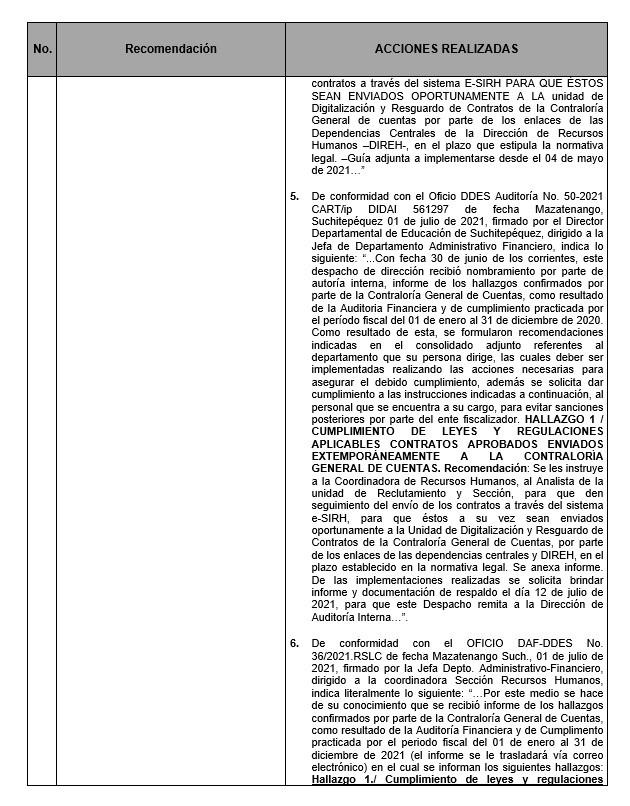 No.
Recomendación
ACCIONES REALIZADAS
contratos a través del sistema E-SIRH PARA QUE ÉSTOS
SEAN ENVIADOS OPORTUNAMENTE A LA unidad de
Digitalización y Resguardo de Contratos de la Contraloría
General de cuentas por parte de los enlaces de las
Dependencias Centrales de la Dirección de Recursos
Humanos –DIREH-, en el plazo que estipula la normativa
legal. –Guía adjunta a implementarse desde el 04 de mayo
de 2021…”
5. De conformidad con el Oficio DDES Auditoría No. 50-2021
CART/ip DIDAI 561297 de fecha Mazatenango,
Suchitepéquez 01 de julio de 2021, firmado por el Director
Departamental de Educación de Suchitepéquez, dirigido a la
Jefa de Departamento Administrativo Financiero, indica lo
siguiente: “...Con fecha 30 de junio de los corrientes, este
despacho de dirección recibió nombramiento por parte de
autoría interna, informe de los hallazgos confirmados por
parte de la Contraloría General de Cuentas, como resultado
de la Auditoria Financiera y de cumplimiento practicada por
el período fiscal del 01 de enero al 31 de diciembre de 2020.
Como resultado de esta, se formularon recomendaciones
indicadas en el consolidado adjunto referentes al
departamento que su persona dirige, las cuales deber ser
implementadas realizando las acciones necesarias para
asegurar el debido cumplimiento, además se solicita dar
cumplimiento a las instrucciones indicadas a continuación, al
personal que se encuentra a su cargo, para evitar sanciones
posteriores por parte del ente fiscalizador. HALLAZGO 1 /
CUMPLIMIENTO DE LEYES Y REGULACIONES
APLICABLES CONTRATOS APROBADOS ENVIADOS
EXTEMPORÁNEAMENTE A LA CONTRALORÍA
GENERAL DE CUENTAS. Recomendación: Se les instruye
a la Coordinadora de Recursos Humanos, al Analista de la
unidad de Reclutamiento y Sección, para que den
seguimiento del envío de los contratos a través del sistema
e-SIRH, para que éstos a su vez sean enviados
oportunamente a la Unidad de Digitalización y Resguardo de
Contratos de la Contraloría General de Cuentas, por parte
de los enlaces de las dependencias centrales y DIREH, en el
plazo establecido en la normativa legal. Se anexa informe.
De las implementaciones realizadas se solicita brindar
informe y documentación de respaldo el día 12 de julio de
2021, para que este Despacho remita a la Dirección de
Auditoría Interna…”.
6. De conformidad con el OFICIO DAF-DDES No.
36/2021.RSLC de fecha Mazatenango Such., 01 de julio de
2021, firmado por la Jefa Depto. Administrativo-Financiero,
dirigido a la coordinadora Sección Recursos Humanos,
indica literalmente lo siguiente: “…Por este medio se hace
de su conocimiento que se recibió informe de los hallazgos
confirmados por parte de la Contraloría General de Cuentas,
como resultado de la Auditoría Financiera y de Cumplimento
practicada por el periodo fiscal del 01 de enero al 31 de
diciembre de 2021 (el informe se le trasladará vía correo
electrónico) en el cual se informan los siguientes hallazgos:
Hallazgo 1./ Cumplimiento de leyes y regulaciones